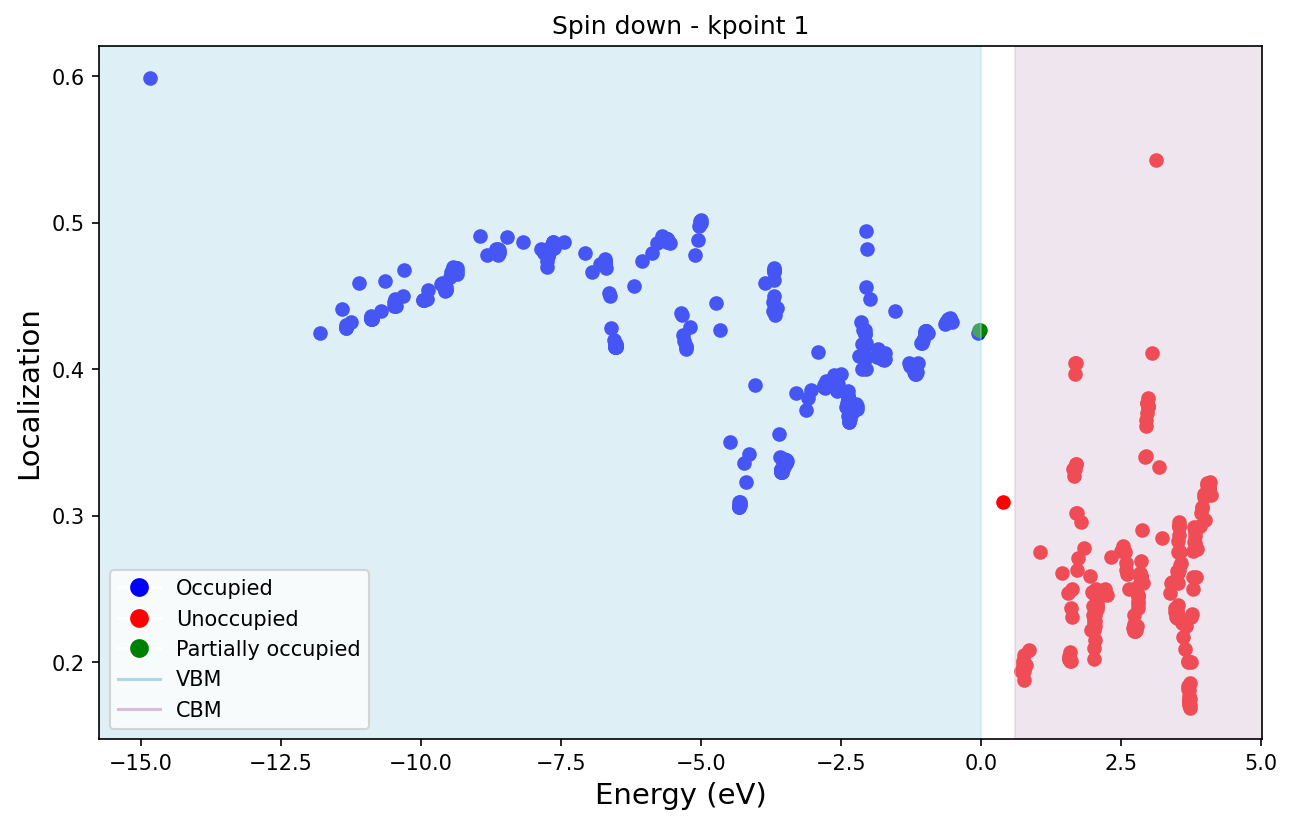 Spin down - kpoint 1
Localization
0.6
0.5
0.4
0.3
0.2
Occupied
Unoccupied
Partially occupied
VBM
CBM
−15.0 −12.5 −10.0 −7.5 −5.0 −2.5 0.0 2.5 5.0
Energy (eV)